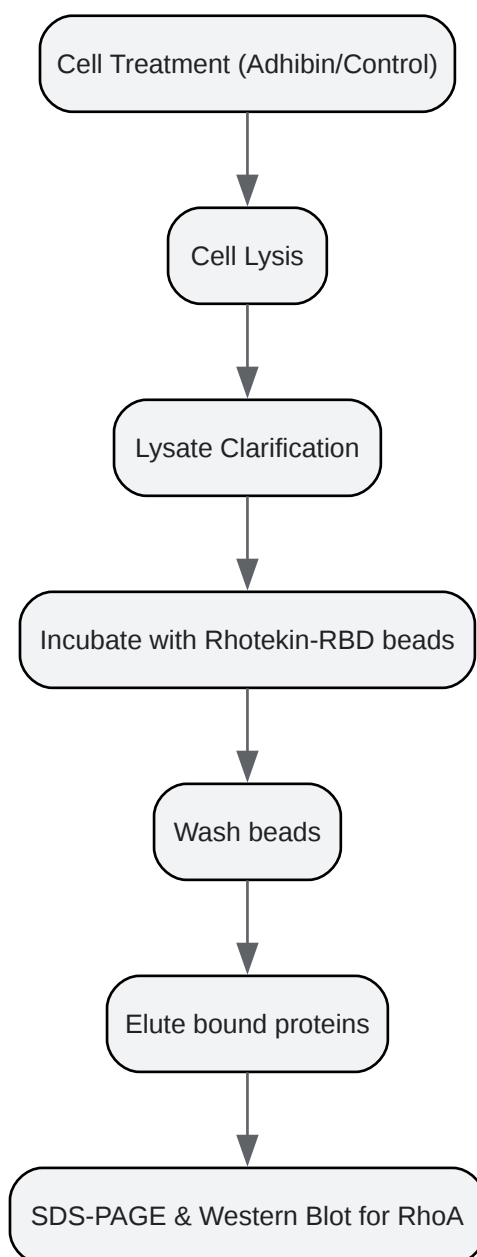 Cell Treatment (Adhibin/Control)
Cell Lysis
Lysate Clarification
Incubate with Rhotekin-RBD beads
Wash beads
Elute bound proteins
SDS-PAGE & Western Blot for RhoA